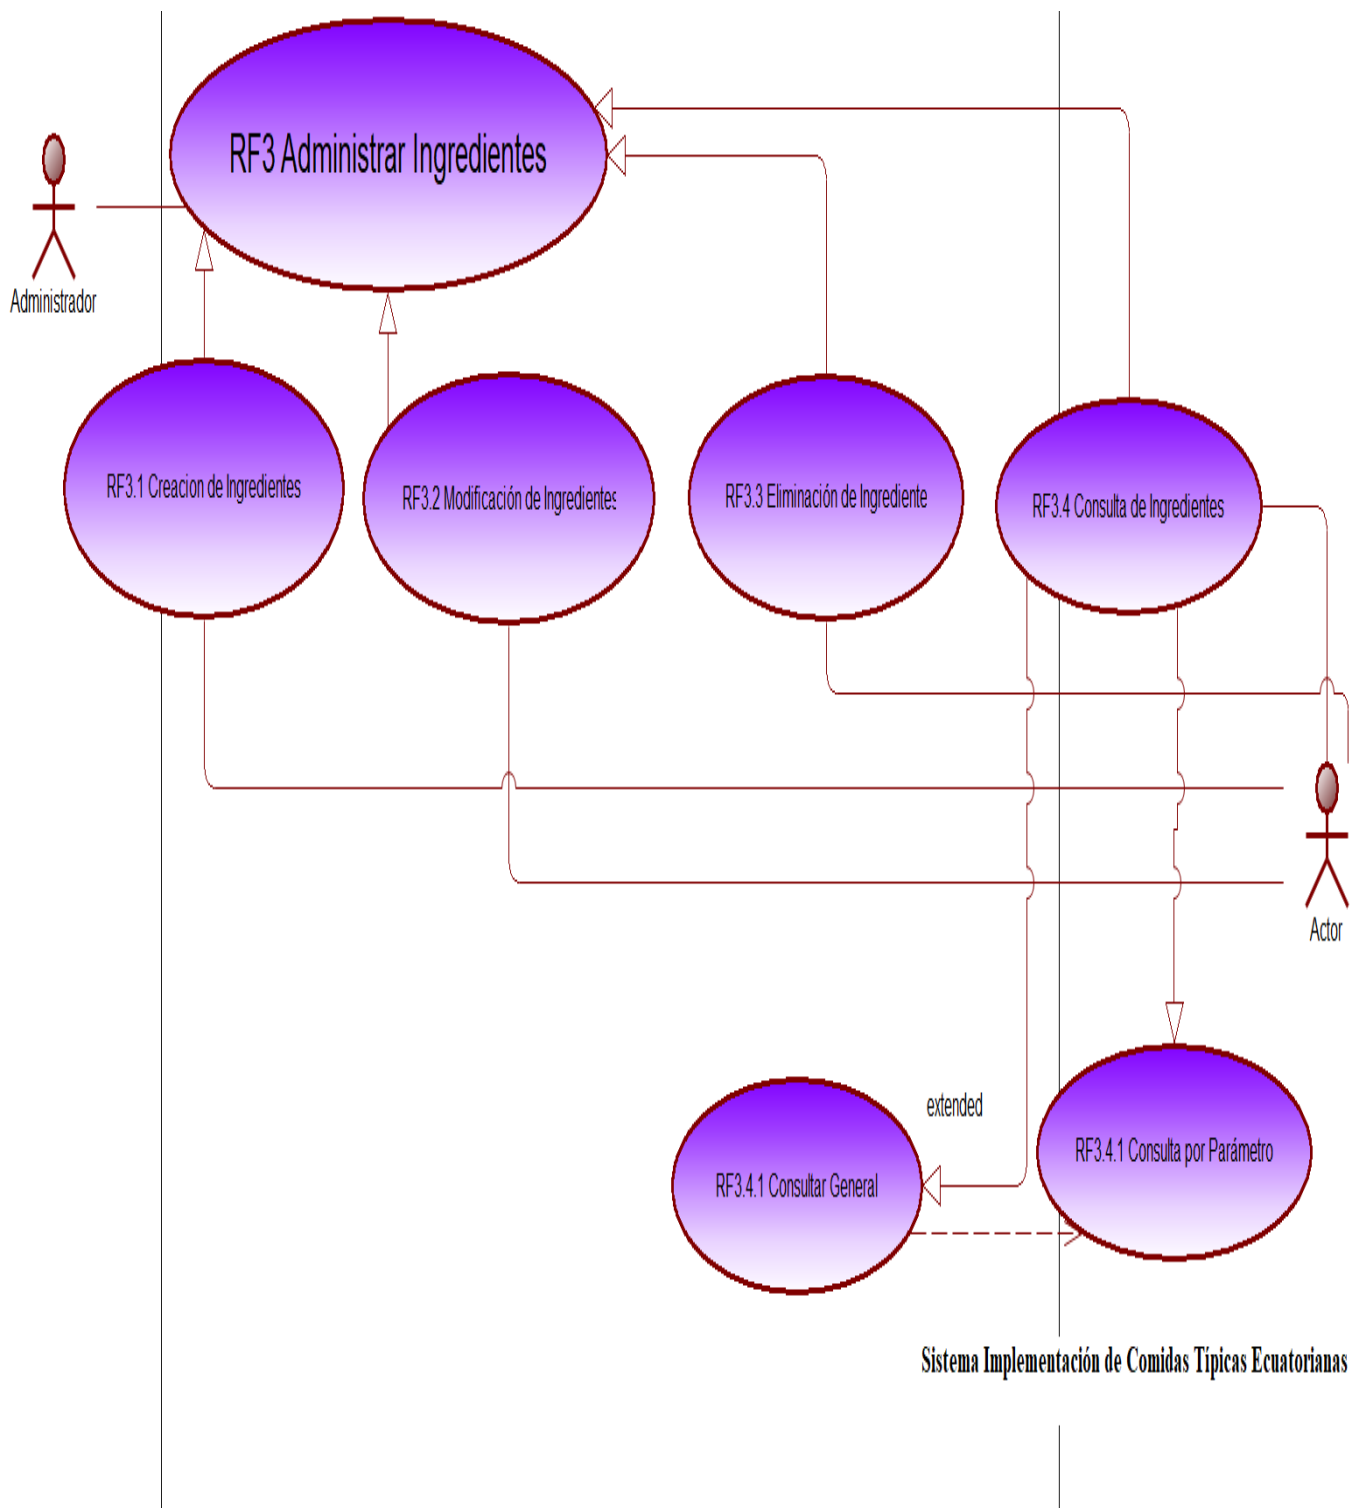 RF3 Administrar Ingredientes
Administrador
RF3.1 Creacion de Ingredientes
RF3.2 Modificación de Ingredientes
RF3.3 Eliminación de Ingrediente
RF3.4 Consulta de Ingredientes
Actor
extended
RF3.4.1 Consultar General
RF3.4.1 Consulta por Parámetro
Sistema Implementación de Comidas Típicas Ecuatorianas